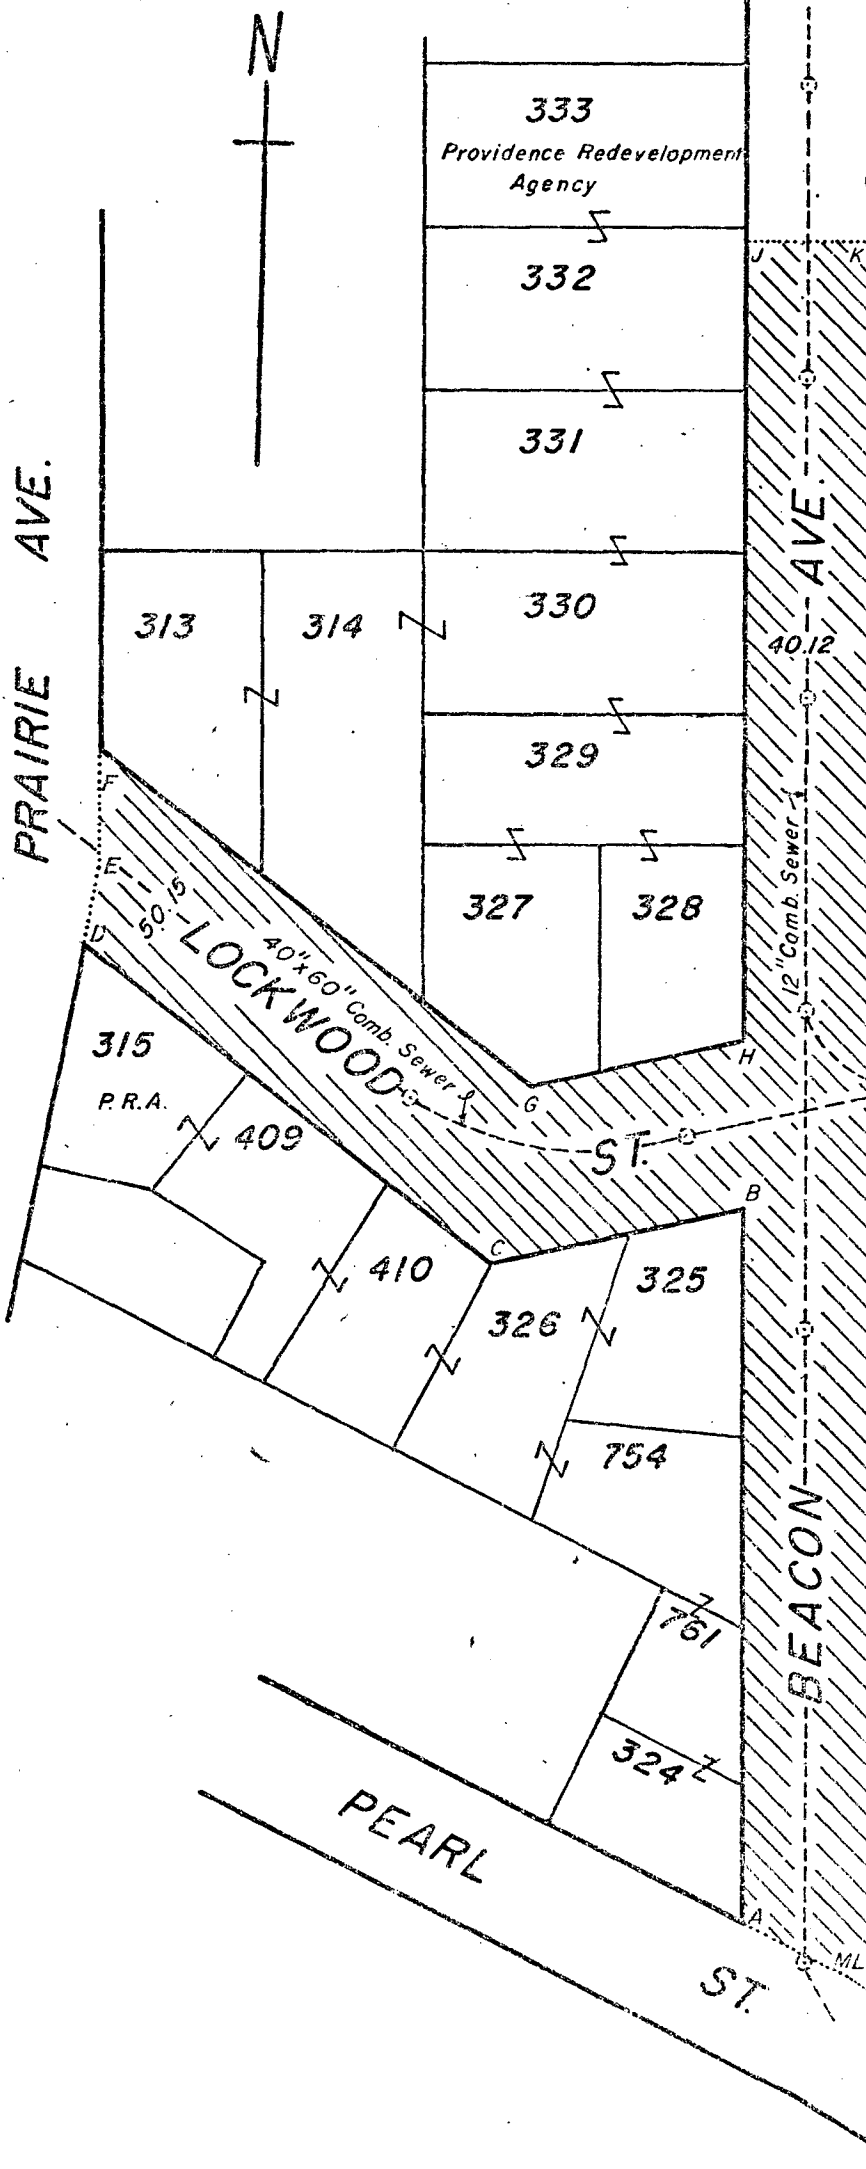 N
333
Providence Redevelopment
Agency
J
K
332
331
PRAIRIE AVE.
BEACON AVE.
313
314
330
40.12
329
F
12" Comb. Sewer
E
D
50.15
327
328
LOCKWOOD ST.
40"x60" Comb. Sewer
315
P.R.A.
H
G
409
B
C
410
325
326
754
761
324
PEARL ST.
A
ML